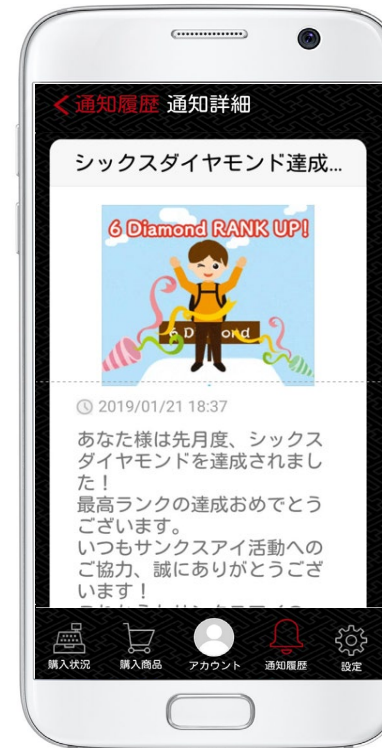 通知履歴 通知詳細
シックスダイヤモンド達成...
6 Diamond RANK UP!
6 D ond
2019/01/21 18:37
あなた様は先月度、シックス
ダイヤモンドを達成されまし
た！
最高ランクの達成おめでとう
ございます。
いつもサンクスアイ活動への
ご協力、誠にありがとうござ
います！
購入状況 購入商品 アカウント 通知履歴 設定